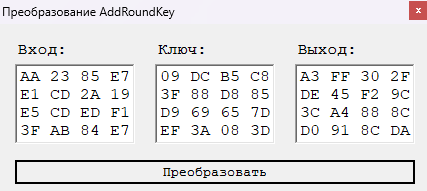 Преобразование AddRoundKey x
Вход: Ключ: Выход:
AA 23 85 E7 09 DC B5 C8 A3 FF 30 2F
E1 CD 2A 19 3F 88 D8 85 DE 45 F2 9C
E5 CD ED F1 D9 69 65 7D 3C A4 88 8C
3F AB 84 E7 EF 3A 08 3D D0 91 8C DA
Преобразовать